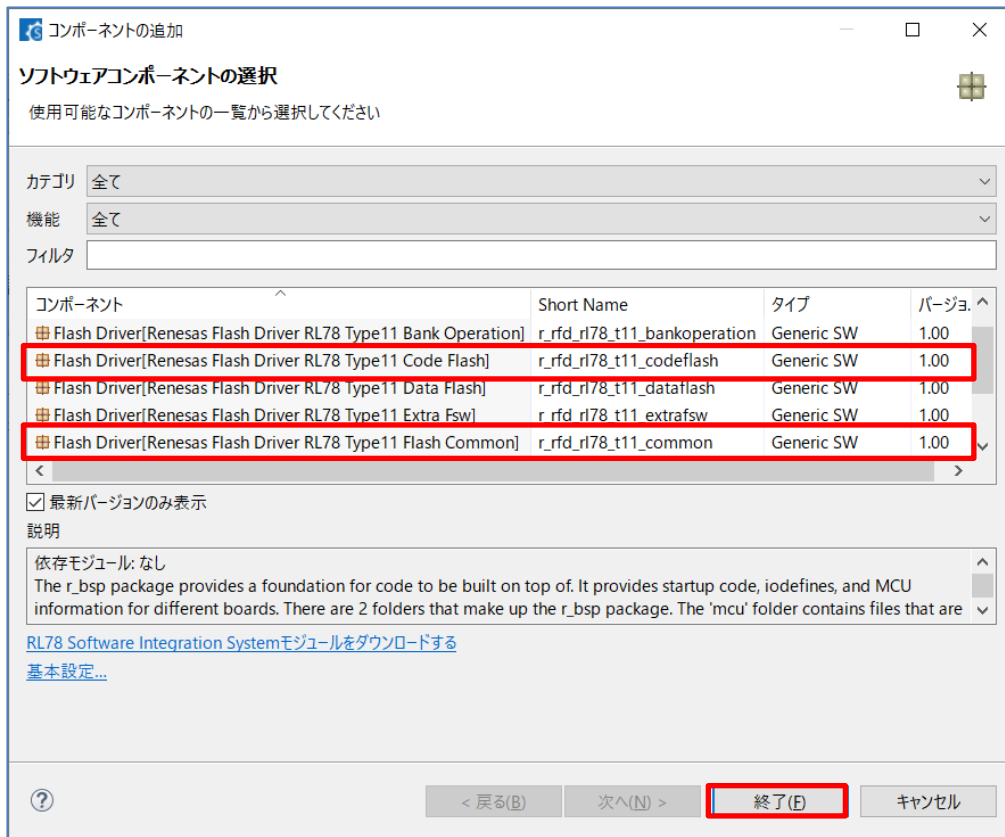 コンポーネントの追加
ソフトウェアコンポーネントの選択
使用可能なコンポーネントの一覧から選択してください
カテゴリ 全て
機能 全て
フィルタ
コンポーネント Short Name タイプ バージョ.
Flash Driver[Renesas Flash Driver RL78 Type11 Bank Operation] r_rfd_rl78_t11_bankoperation Generic SW 1.00
Flash Driver[Renesas Flash Driver RL78 Type11 Code Flash] r_rfd_rl78_t11_codeflash Generic SW 1.00
Flash Driver[Renesas Flash Driver RL78 Type11 Data Flash] r_rfd_rl78_t11_dataflash Generic SW 1.00
Flash Driver[Renesas Flash Driver RL78 Type11 Extra Fsw] r_rfd_rl78_t11_extrafsw Generic SW 1.00
Flash Driver[Renesas Flash Driver RL78 Type11 Flash Common] r_rfd_rl78_t11_common Generic SW 1.00
最新バージョンのみ表示
説明
依存モジュール: なし
The r_bsp package provides a foundation for code to be built on top of. It provides startup code, iodefines, and MCU
information for different boards. There are 2 folders that make up the r_bsp package. The 'mcu' folder contains files that are
RL78 Software Integration Systemモジュールをダウンロードする
基本設定...
< 戻る(B) 次へ(N) > 終了(F) キャンセル